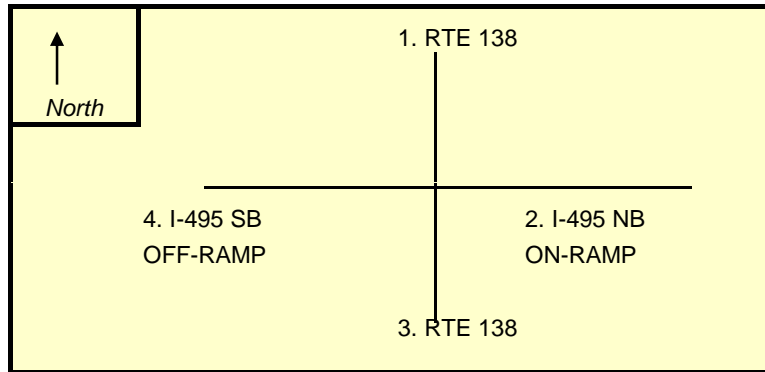 1. RTE 138
North
4. I-495 SB
OFF-RAMP
2. I-495 NB
ON-RAMP
3. RTE 138